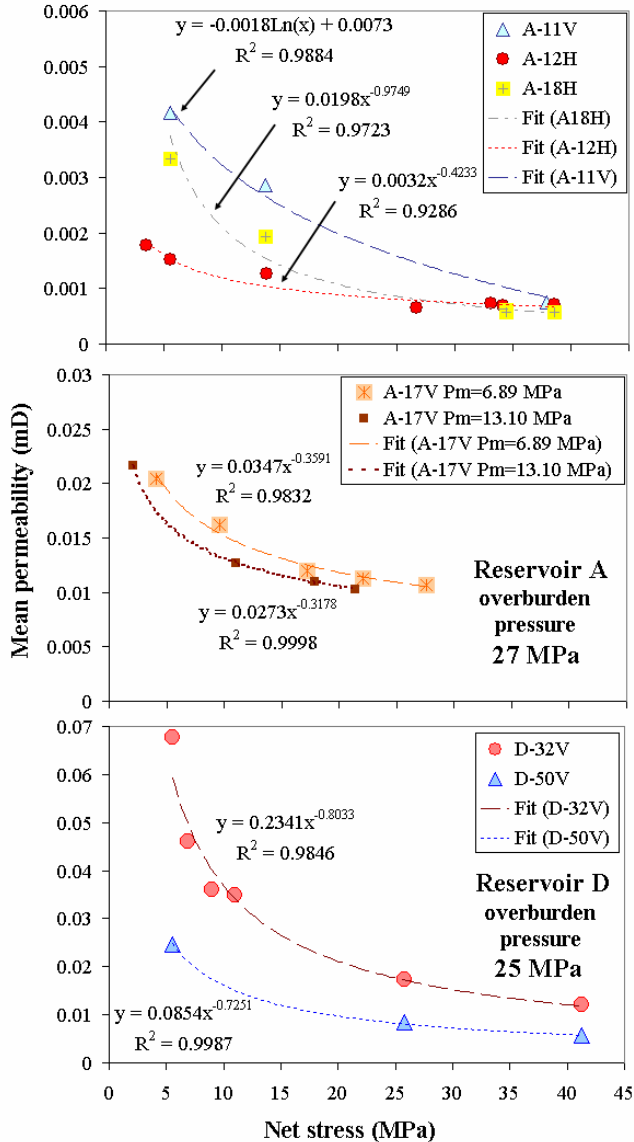 0.006
0.005
0.004
0.003
0.002
0.001
0
y = -0.0018Ln(x) + 0.0073
R² = 0.9884
y = 0.0198x^-0.9749
R² = 0.9723
y = 0.0032x^-0.4233
R² = 0.9286
A-11V
A-12H
A-18H
Fit (A18H)
Fit (A-12H)
Fit (A-11V)
Mean permeability (mD)
0.03
0.025
0.02
0.015
0.01
0.005
0
A-17V Pm=6.89 MPa
A-17V Pm=13.10 MPa
Fit (A-17V Pm=6.89 MPa)
Fit (A-17V Pm=13.10 MPa)
y = 0.0347x^-0.3591
R² = 0.9832
y = 0.0273x^-0.3178
R² = 0.9998
Reservoir A
overburden
pressure
27 MPa
0.07
0.06
0.05
0.04
0.03
0.02
0.01
0
D-32V
D-50V
Fit (D-32V)
Fit (D-50V)
y = 0.2341x^-0.8033
R² = 0.9846
Reservoir D
overburden
pressure
25 MPa
y = 0.0854x^-0.7251
R² = 0.9987
0 5 10 15 20 25 30 35 40 45
Net stress (MPa)